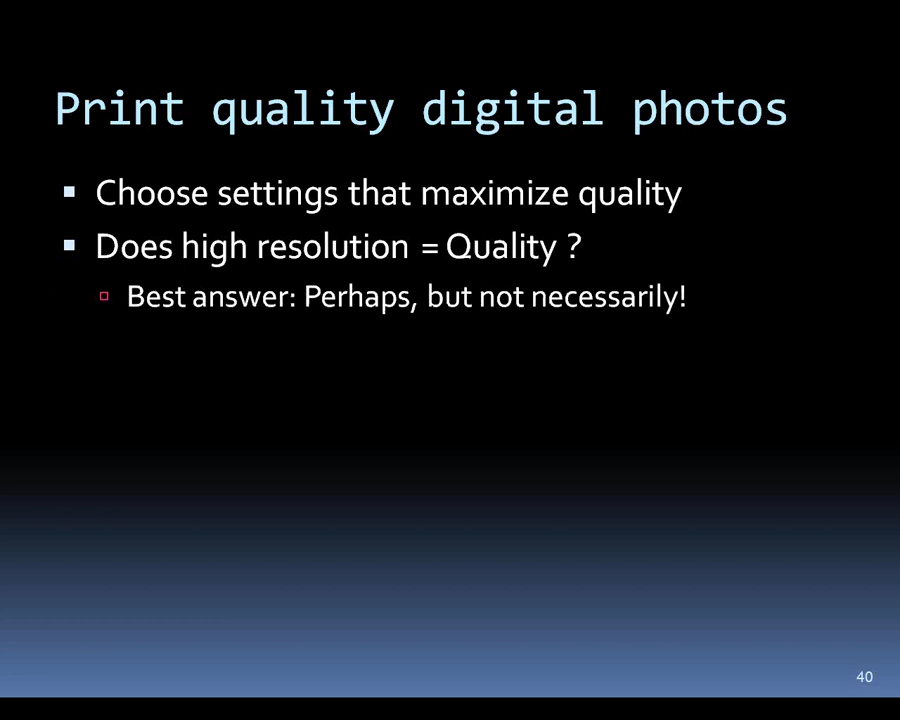 Print quality digital photos
Choose settings that maximize quality
Does high resolution = Quality ?
Best answer: Perhaps, but not necessarily!
40